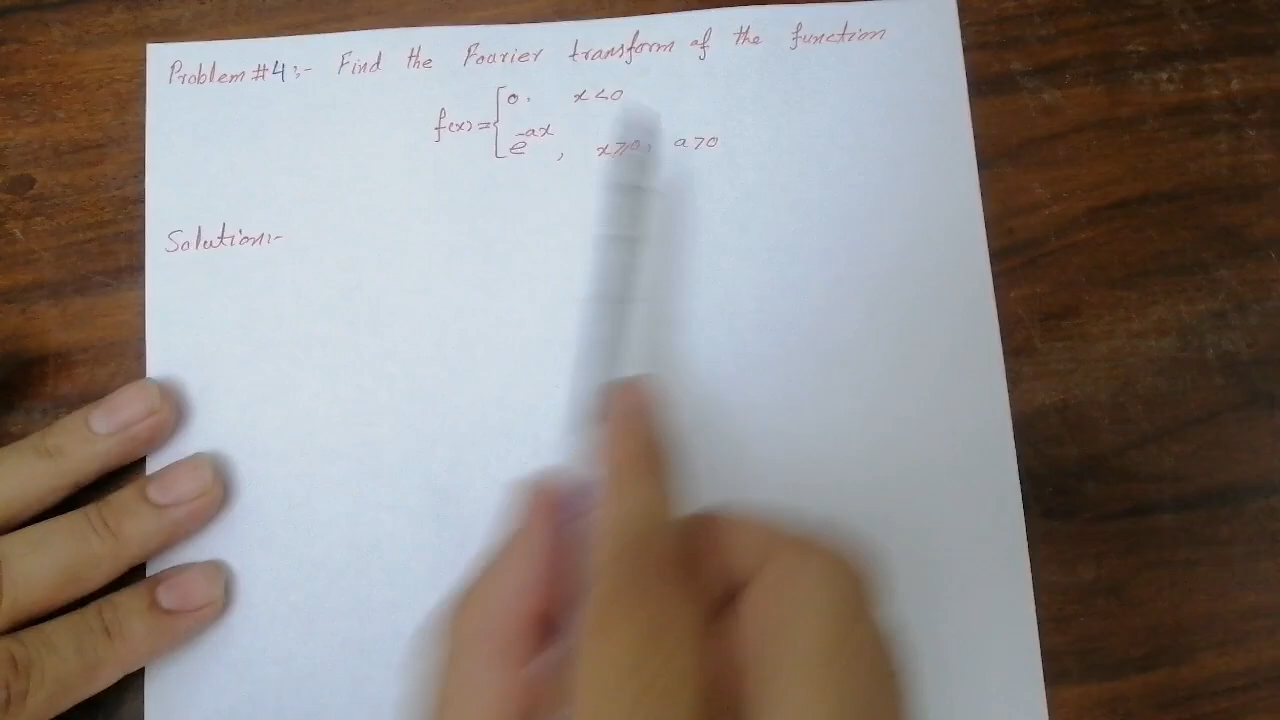 Problem #4:- Find the Fourier transform of the function
f(x)= { 0, x<0
e^-ax, x≥0, a>0
Solution:-